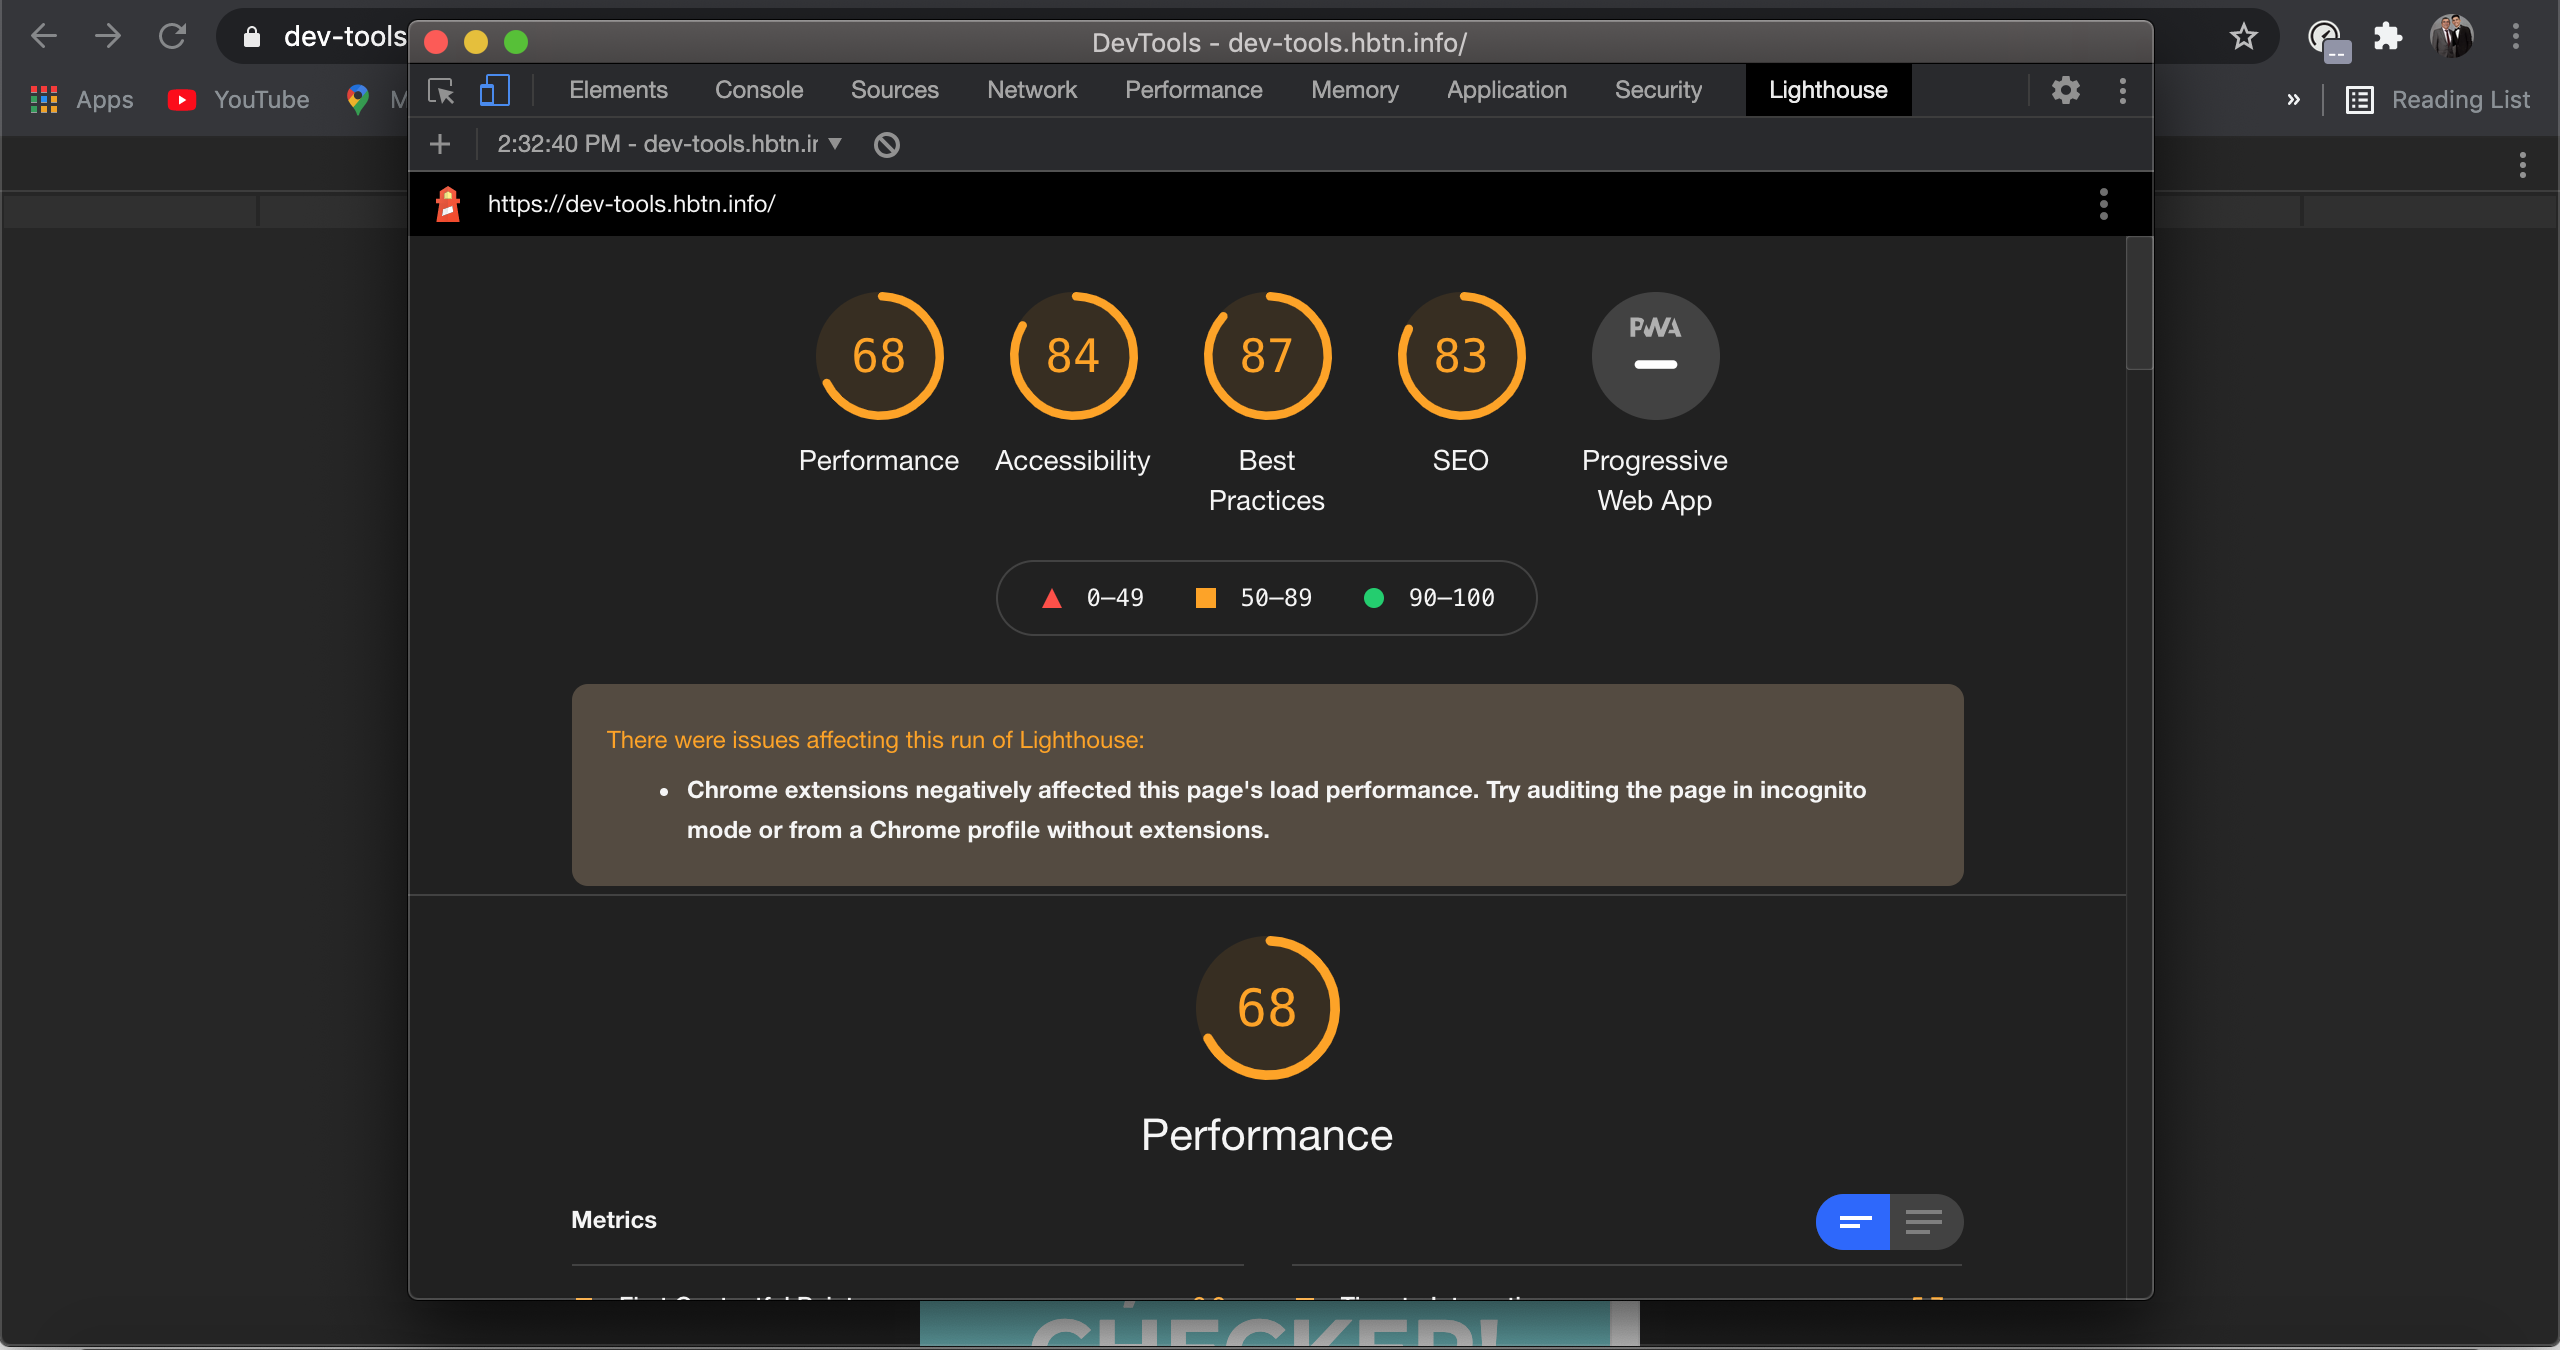 dev-tools
DevTools - dev-tools.hbtn.info/
Apps
YouTube
M
Reading List
Elements
Console
Sources
Network
Performance
Memory
Application
Security
Lighthouse
2:32:40 PM - dev-tools.hbtn.ir
https://dev-tools.hbtn.info/
68
84
87
83
PWA
Performance
Accessibility
Best
Practices
SEO
Progressive
Web App
0–49
50–89
90–100
There were issues affecting this run of Lighthouse:
Chrome extensions negatively affected this page's load performance. Try auditing the page in incognito
mode or from a Chrome profile without extensions.
68
Performance
Metrics
First Contentful Paint
CHECKER!